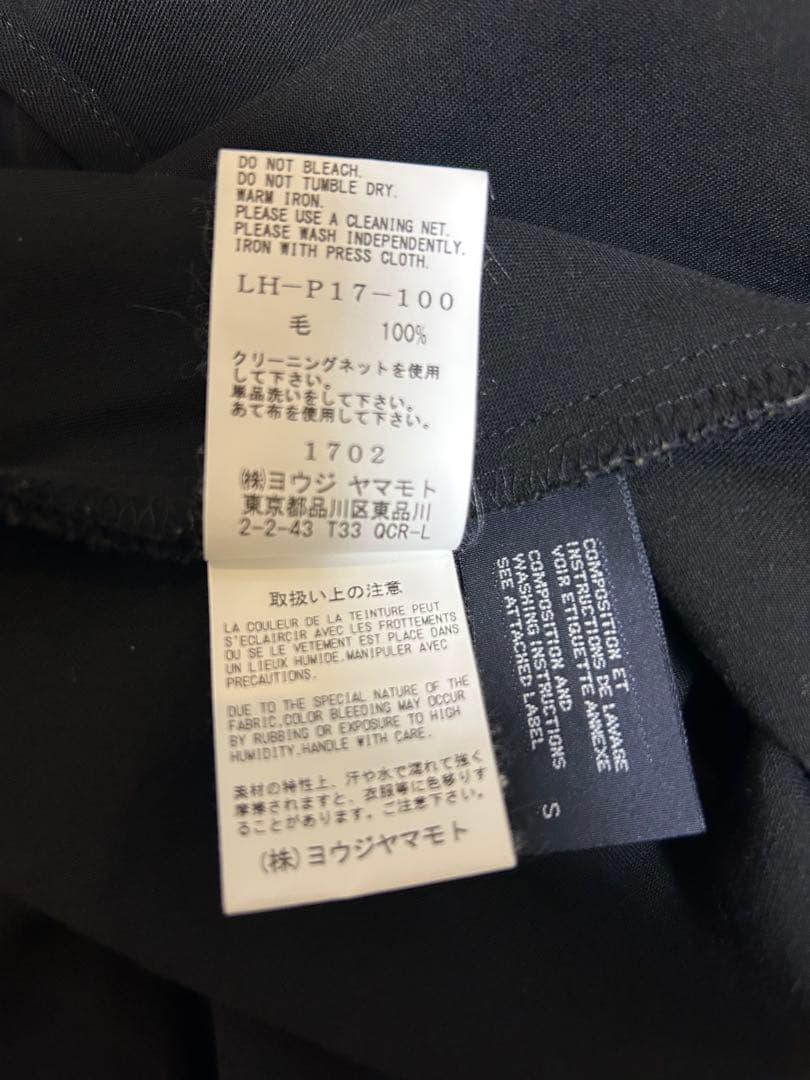 DO NOT BLEACH.
DO NOT TUMBLE DRY.
WARM IRON.
PLEASE USE A CLEANING NET.
PLEASE WASH INDEPENDENTLY.
IRON WITH PRESS CLOTH.
LH-P17-100
毛 100%
クリーニングネットを使用
して下さい。
単品洗いをして下さい。
あて布を使用して下さい。
1702
㈱ヨウジ ヤマモト
東京都品川区東品川
2-2-43 T33 QCR-L
取扱い上の注意
LA COULEUR DE LA TEINTURE PEUT
S'ECLAIRCIR AVEC LES FROTTEMENTS
OU SE LE VETEMENT EST PLACE DANS
UN LIEUX HUMIDE.MANIPULER AVEC
PRECAUTIONS.
DUE TO THE SPECIAL NATURE OF THE
FABRIC,COLOR BLEEDING MAY OCCUR
BY RUBBING OR EXPOSURE TO HIGH
HUMIDITY.HANDLE WITH CARE.
素材の特性上、汗や水で濡れて強く
摩擦されますと、衣服等に色移りす
ることがあります。ご注意下さい。
(株)ヨウジヤマモト
COMPOSITION ET
INSTRUCTIONS DE LAVAGE
VOIR ETIQUETTE ANNEXE
COMPOSITION AND
WASHING INSTRUCTIONS
SEE ATTACHED LABEL
S